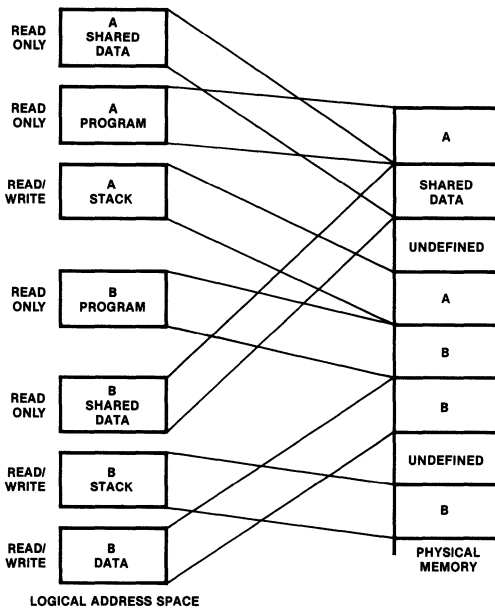 READ
ONLY
A
SHARED
DATA
READ
ONLY
A
PROGRAM
READ/
WRITE
A
STACK
READ
ONLY
B
PROGRAM
READ
ONLY
B
SHARED
DATA
READ/
WRITE
B
STACK
READ/
WRITE
B
DATA
LOGICAL ADDRESS SPACE
A
SHARED
DATA
UNDEFINED
A
B
B
UNDEFINED
B
PHYSICAL
MEMORY